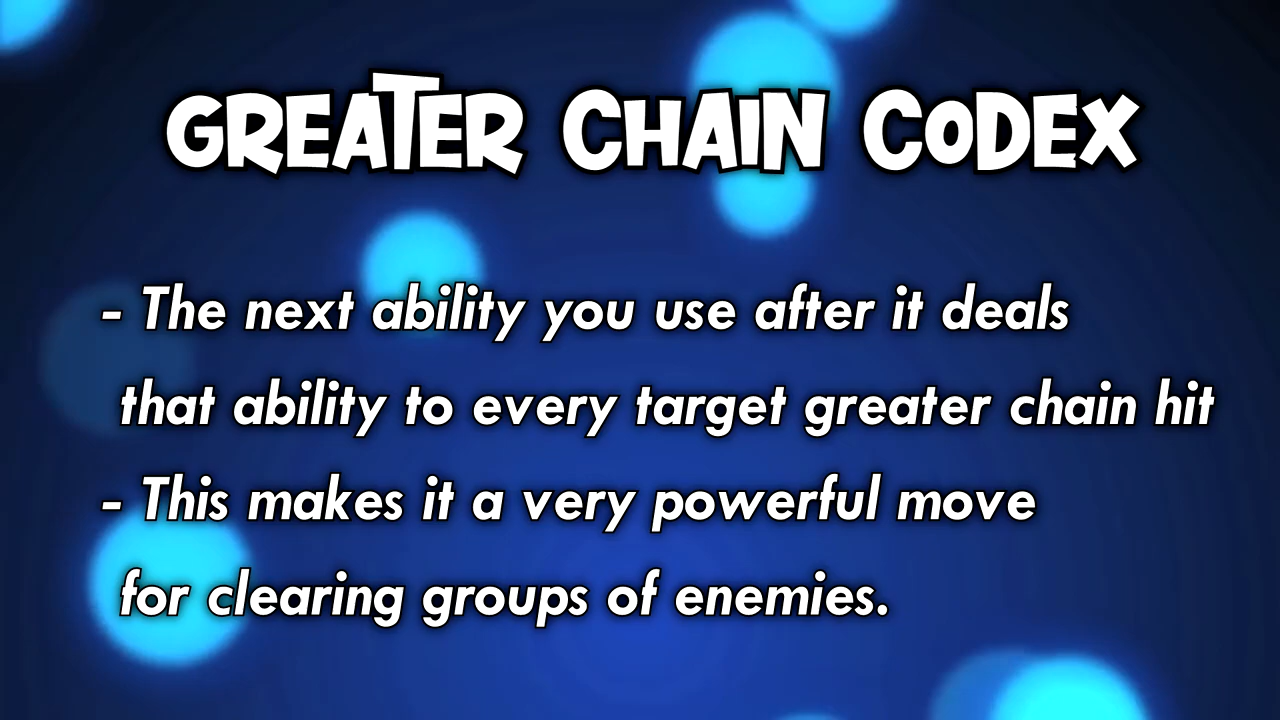 GREATER CHAIN CODEX
- The next ability you use after it deals
that ability to every target greater chain hit
- This makes it a very powerful move
for clearing groups of enemies.